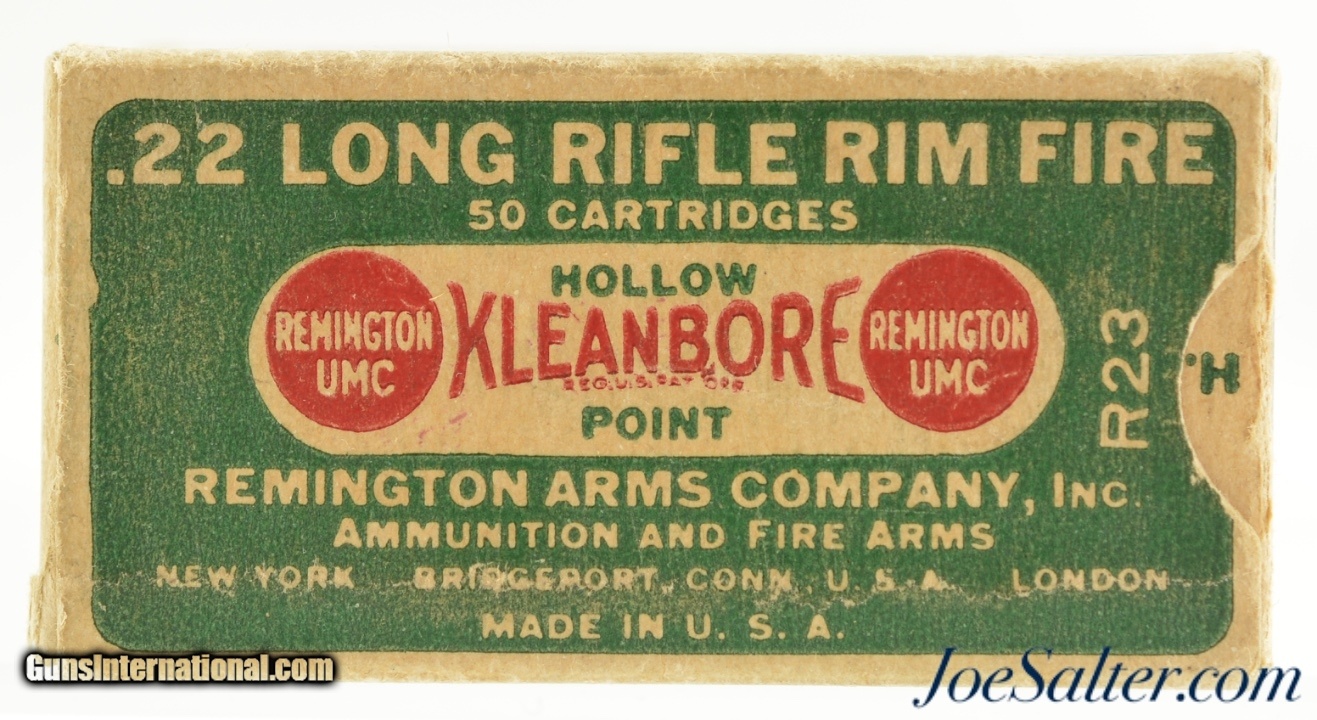 .22 LONG RIFLE RIM FIRE
50 CARTRIDGES
HOLLOW
REMINGTON
UMC
KLEANBORE
REG.U.S.PAT.OFF.
REMINGTON
UMC
POINT
R23
H.
REMINGTON ARMS COMPANY, INC.
AMMUNITION AND FIRE ARMS
NEW YORK BRIDGEPORT, CONN. U. S. A. LONDON
MADE IN U. S. A.
GunsInternational.com
JoeSalter.com